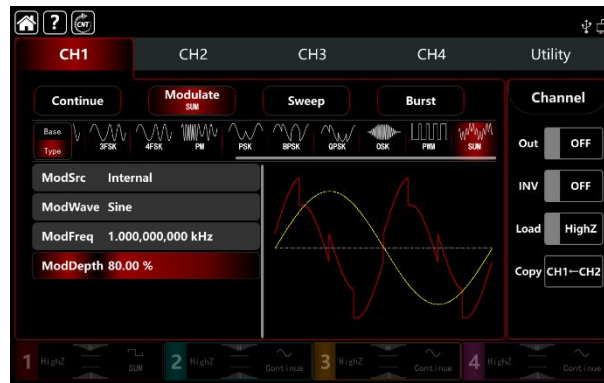 ? CNT
CH1 CH2 CH3 CH4 Utility
Continue Modulate SUM Sweep Burst Channel
Base Type 3FSK 4FSK PM PSK BPSK QPSK OSK PWM SUM
Out OFF
ModSrc Internal
INV OFF
ModWave Sine
ModFreq 1.000,000,000 kHz
Load HighZ
ModDepth 80.00 %
Copy CH1←CH2
1 HighZ SUM 2 HighZ Continue 3 HighZ Continue 4 HighZ Continue